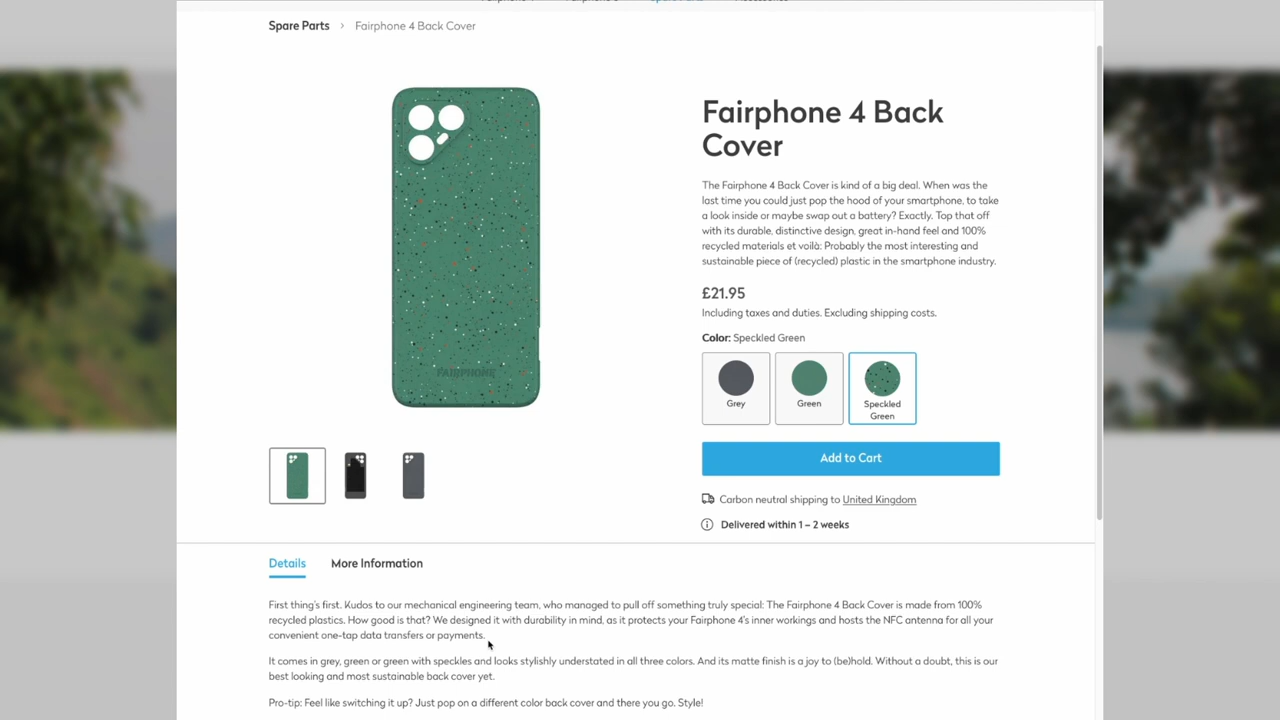 Spare Parts > Fairphone 4 Back Cover
FAIRPHONE
Fairphone 4 Back
Cover
The Fairphone 4 Back Cover is kind of a big deal. When was the
last time you could just pop the hood of your smartphone, to take
a look inside or maybe swap out a battery? Exactly. Top that off
with its durable, distinctive design, great in-hand feel and 100%
recycled materials et voilà: Probably the most interesting and
sustainable piece of (recycled) plastic in the smartphone industry.
£21.95
Including taxes and duties. Excluding shipping costs.
Color: Speckled Green
Grey
Green
Speckled
Green
Add to Cart
Carbon neutral shipping to United Kingdom
Delivered within 1 – 2 weeks
Details
More Information
First thing's first. Kudos to our mechanical engineering team, who managed to pull off something truly special: The Fairphone 4 Back Cover is made from 100%
recycled plastics. How good is that? We designed it with durability in mind, as it protects your Fairphone 4's inner workings and hosts the NFC antenna for all your
convenient one-tap data transfers or payments.
It comes in grey, green or green with speckles and looks stylishly understated in all three colors. And its matte finish is a joy to (be)hold. Without a doubt, this is our
best looking and most sustainable back cover yet.
Pro-tip: Feel like switching it up? Just pop on a different color back cover and there you go. Style!